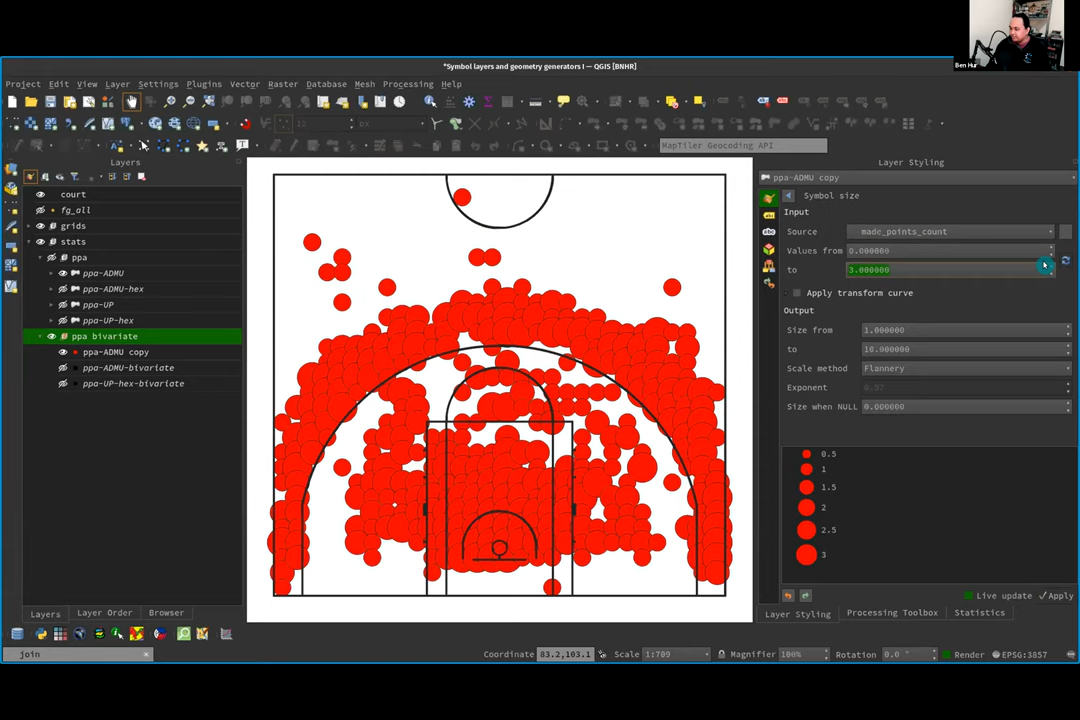 Ben Hur
*Symbol layers and geometry generators I — QGIS [BNHR]
Project Edit View Layer Settings Plugins Vector Raster Database Mesh Processing Help
12 px
MapTiler Geocoding API
Layers
court
fg_all
grids
stats
ppa
ppa-ADMU
ppa-ADMU-hex
ppa-UP
ppa-UP-hex
ppa bivariate
ppa-ADMU copy
ppa-ADMU-bivariate
ppa-UP-hex-bivariate
Layers Layer Order Browser
Layer Styling
ppa-ADMU copy
Symbol size
Input
Source made_points_count
Values from 0.000000
to 3.000000
Apply transform curve
Output
Size from 1.000000
to 10.000000
Scale method Flannery
Exponent 0.57
Size when NULL 0.000000
0.5
1
1.5
2
2.5
3
Live update Apply
Layer Styling Processing Toolbox Statistics
join Coordinate 83.2,103.1 Scale 1:709 Magnifier 100% Rotation 0.0 ° Render EPSG:3857